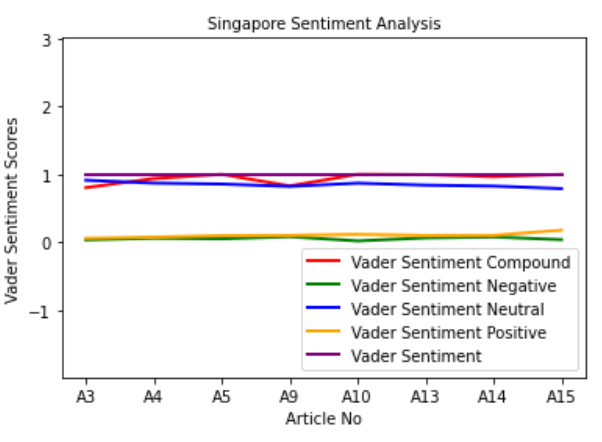 Singapore Sentiment Analysis
3
2
1
0
−1
Vader Sentiment Scores
Vader Sentiment Compound
Vader Sentiment Negative
Vader Sentiment Neutral
Vader Sentiment Positive
Vader Sentiment
A3 A4 A5 A9 A10 A13 A14 A15
Article No